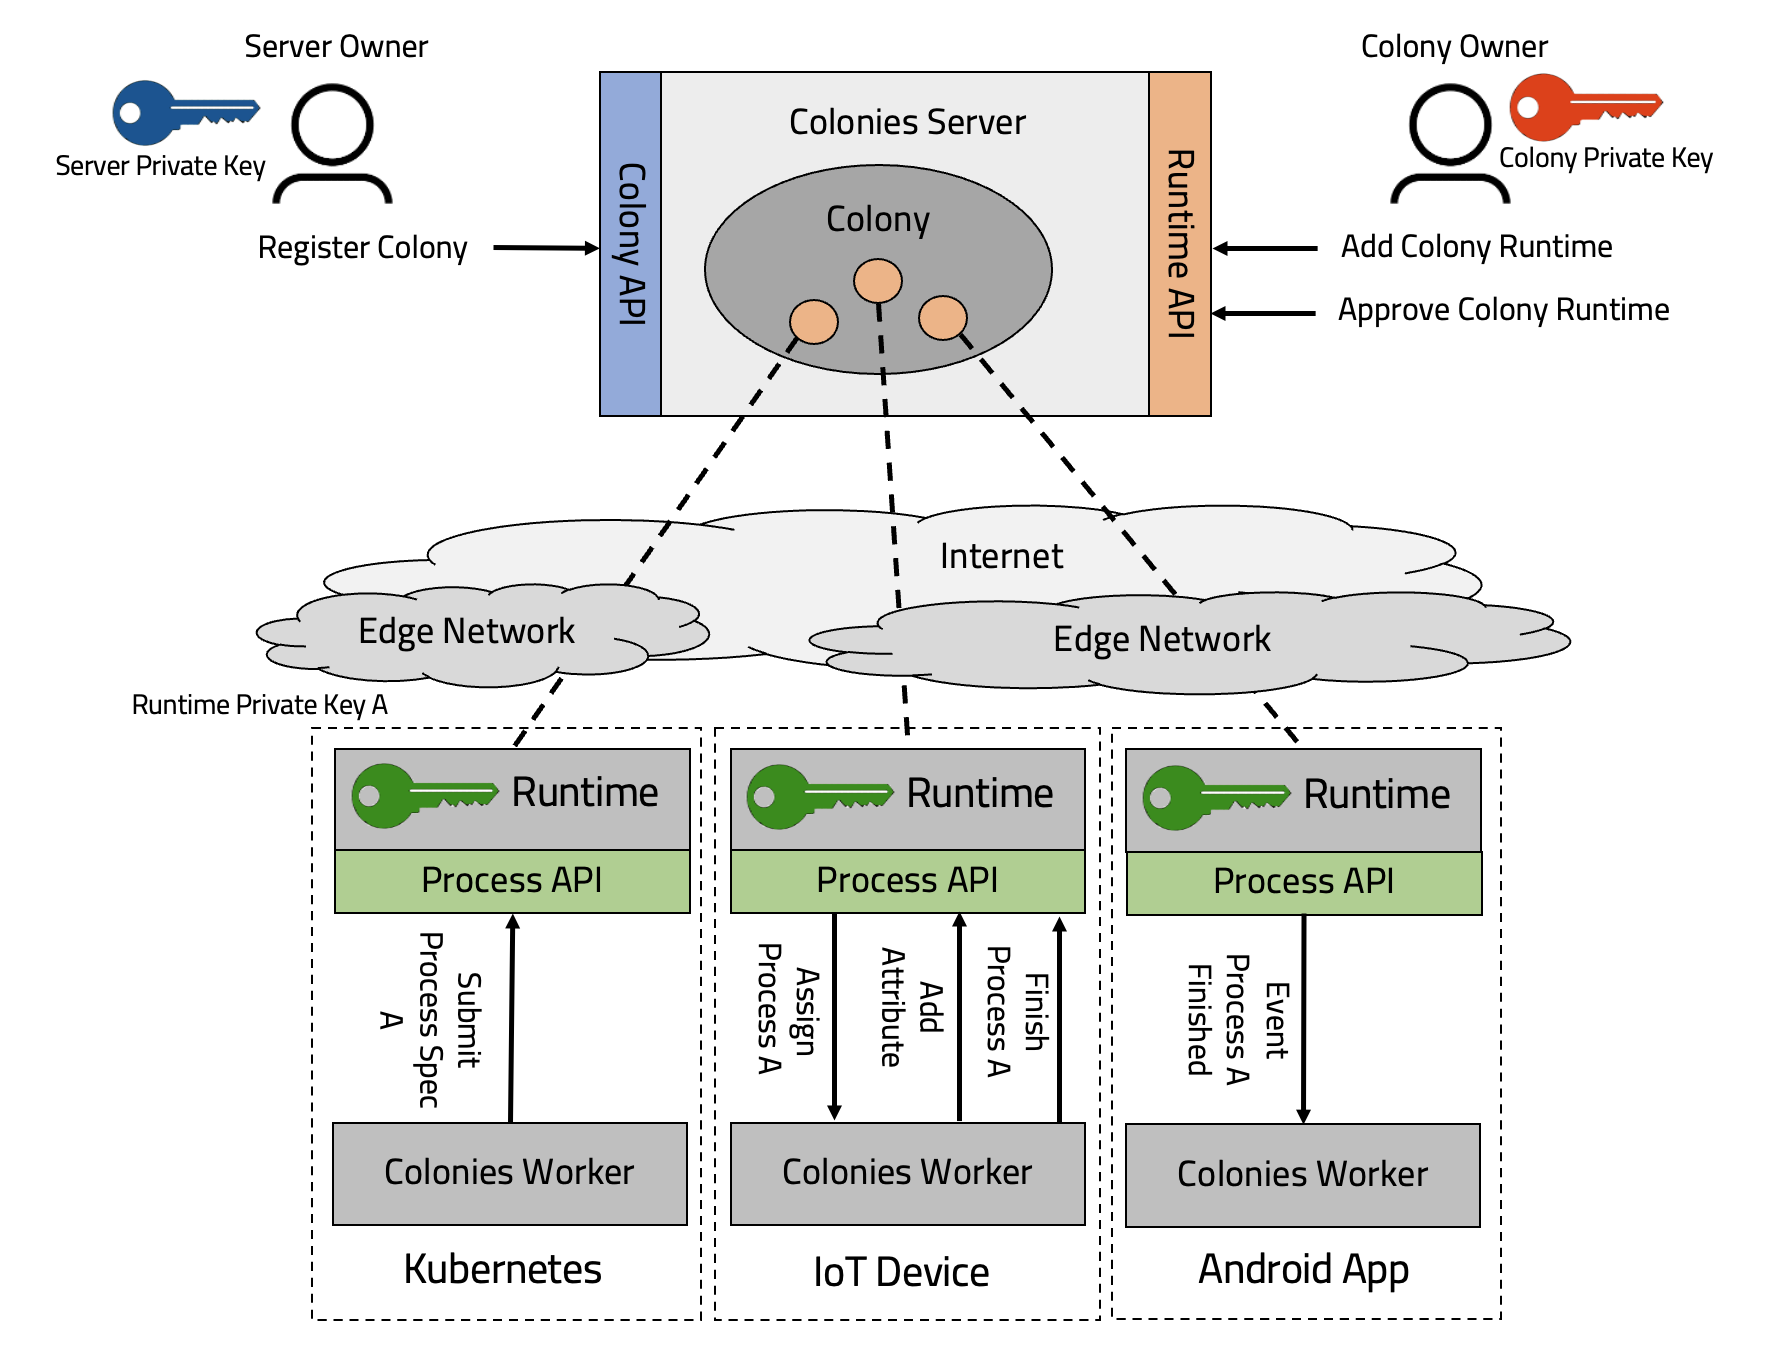 Server Owner
Colony Owner
Server Private Key
Colony Private Key
Colonies Server
Colony API
Colony
Runtime API
Register Colony
Add Colony Runtime
Approve Colony Runtime
Internet
Edge Network
Edge Network
Runtime Private Key A
Runtime
Runtime
Runtime
Process API
Process API
Process API
Submit
Process Spec
A
Assign
Process A
Add
Attribute
Finish
Process A
Event
Process A
Finished
Colonies Worker
Colonies Worker
Colonies Worker
Kubernetes
IoT Device
Android App